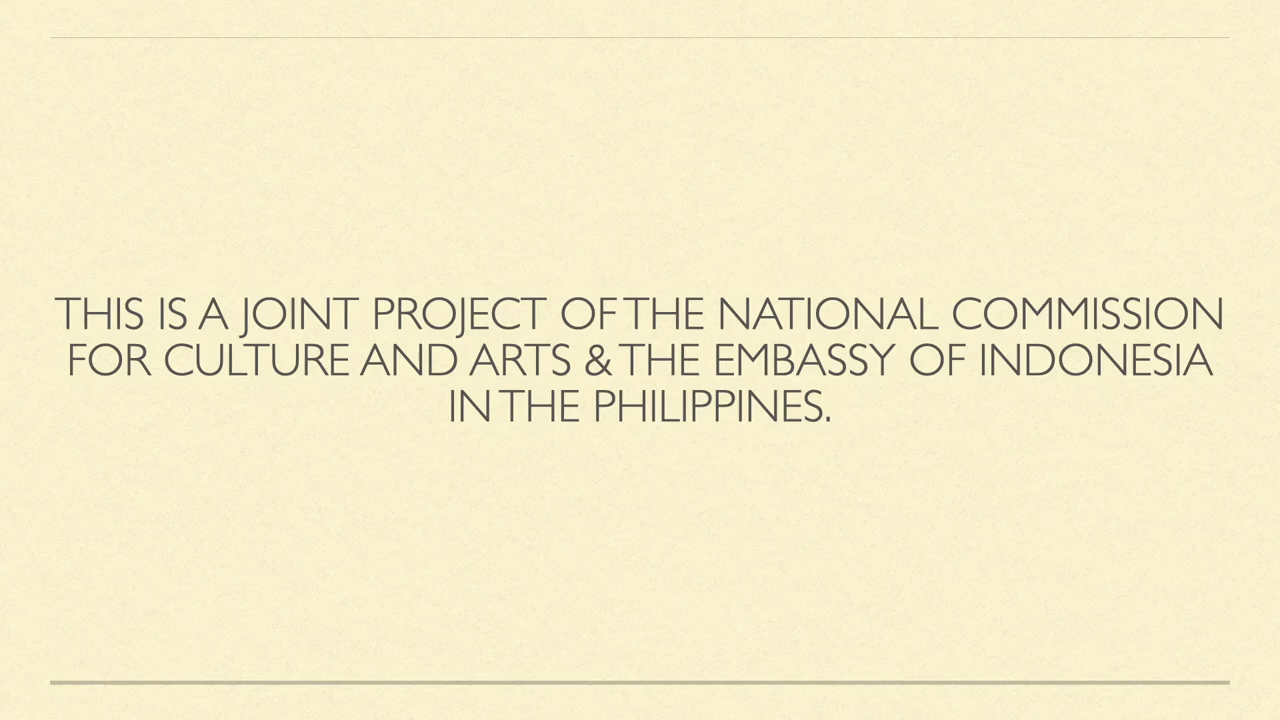 THIS IS A JOINT PROJECT OF THE NATIONAL COMMISSION
FOR CULTURE AND ARTS & THE EMBASSY OF INDONESIA
IN THE PHILIPPINES.